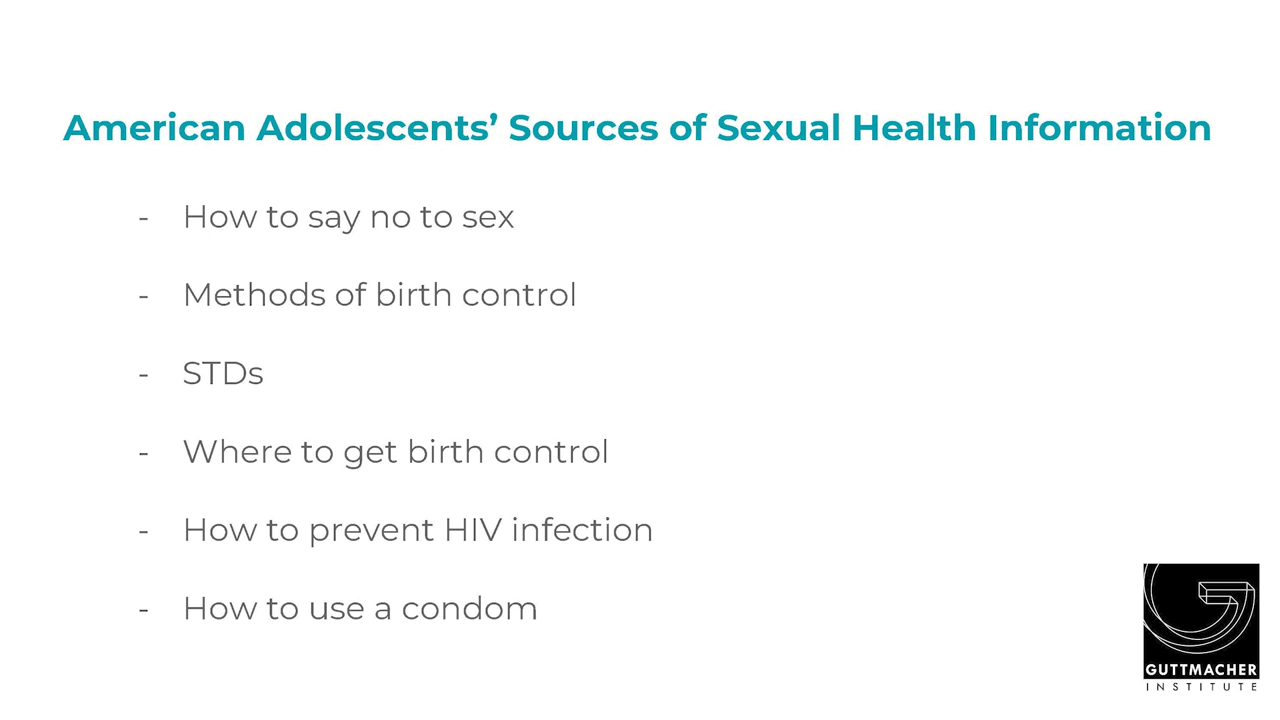 American Adolescents’ Sources of Sexual Health Information
- How to say no to sex
- Methods of birth control
- STDs
- Where to get birth control
- How to prevent HIV infection
- How to use a condom
GUTTMACHER
INSTITUTE